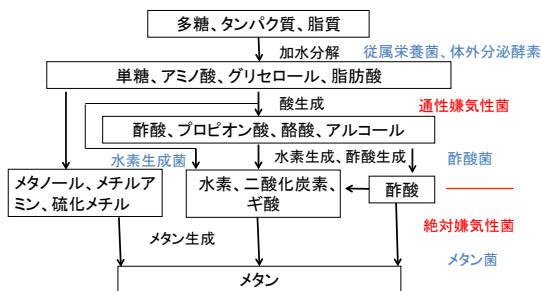 多糖、タンパク質、脂質
加水分解
従属栄養菌、体外分泌酵素
単糖、アミノ酸、グリセロール、脂肪酸
酸生成
通性嫌気性菌
酢酸、プロピオン酸、酪酸、アルコール
水素生成菌
水素生成、酢酸生成
酢酸菌
メタノール、メチルア
ミン、硫化メチル
水素、二酸化炭素、
ギ酸
酢酸
絶対嫌気性菌
メタン生成
メタン菌
メタン